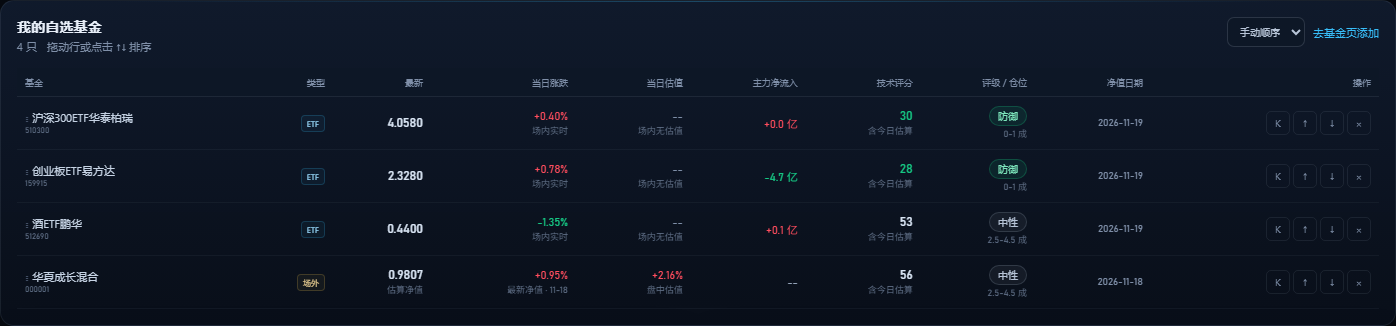 我的自选基金
4 只 拖动行或点击 ↑↓ 排序
手动顺序
去基金页添加
基金 类型 最新 当日涨跌 当日估值 主力净流入 技术评分 评级 / 仓位 净值日期 操作
沪深300ETF华泰柏瑞 ETF 4.0580 +0.40% -- +0.0 亿 30 防御 2026-11-19 K ↑ ↓ ×
510300 场内实时 场内无估值 含今日估算 0-1 成
创业板ETF易方达 ETF 2.3280 +0.78% -- -4.7 亿 28 防御 2026-11-19 K ↑ ↓ ×
159915 场内实时 场内无估值 含今日估算 0-1 成
酒ETF鹏华 ETF 0.4400 -1.35% -- +0.1 亿 53 中性 2026-11-19 K ↑ ↓ ×
512690 场内实时 场内无估值 含今日估算 2.5-4.5 成
华夏成长混合 场外 0.9807 +0.95% +2.16% -- 56 中性 2026-11-18 K ↑ ↓ ×
000001 估算净值 最新净值 · 11-18 盘中估值 含今日估算 2.5-4.5 成